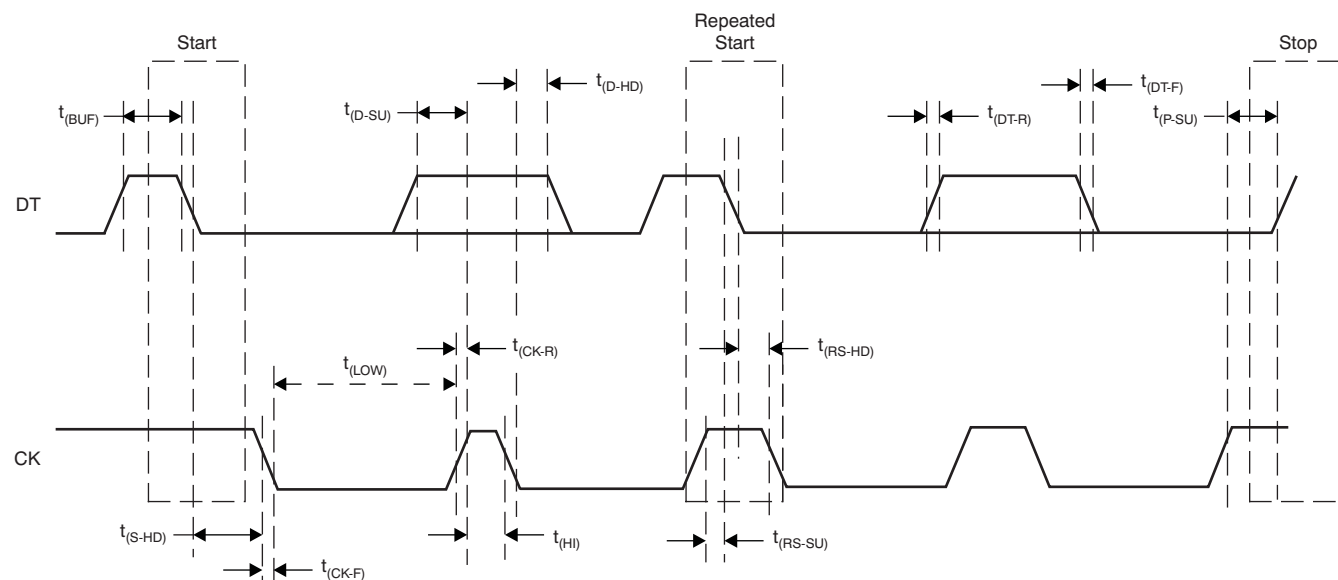 Start
Repeated
Start
Stop
t(BUF)
t(D-SU)
t(D-HD)
t(DT-R)
t(DT-F)
t(P-SU)
DT
t(LOW)
t(CK-R)
t(RS-HD)
CK
t(S-HD)
t(CK-F)
t(HI)
t(RS-SU)